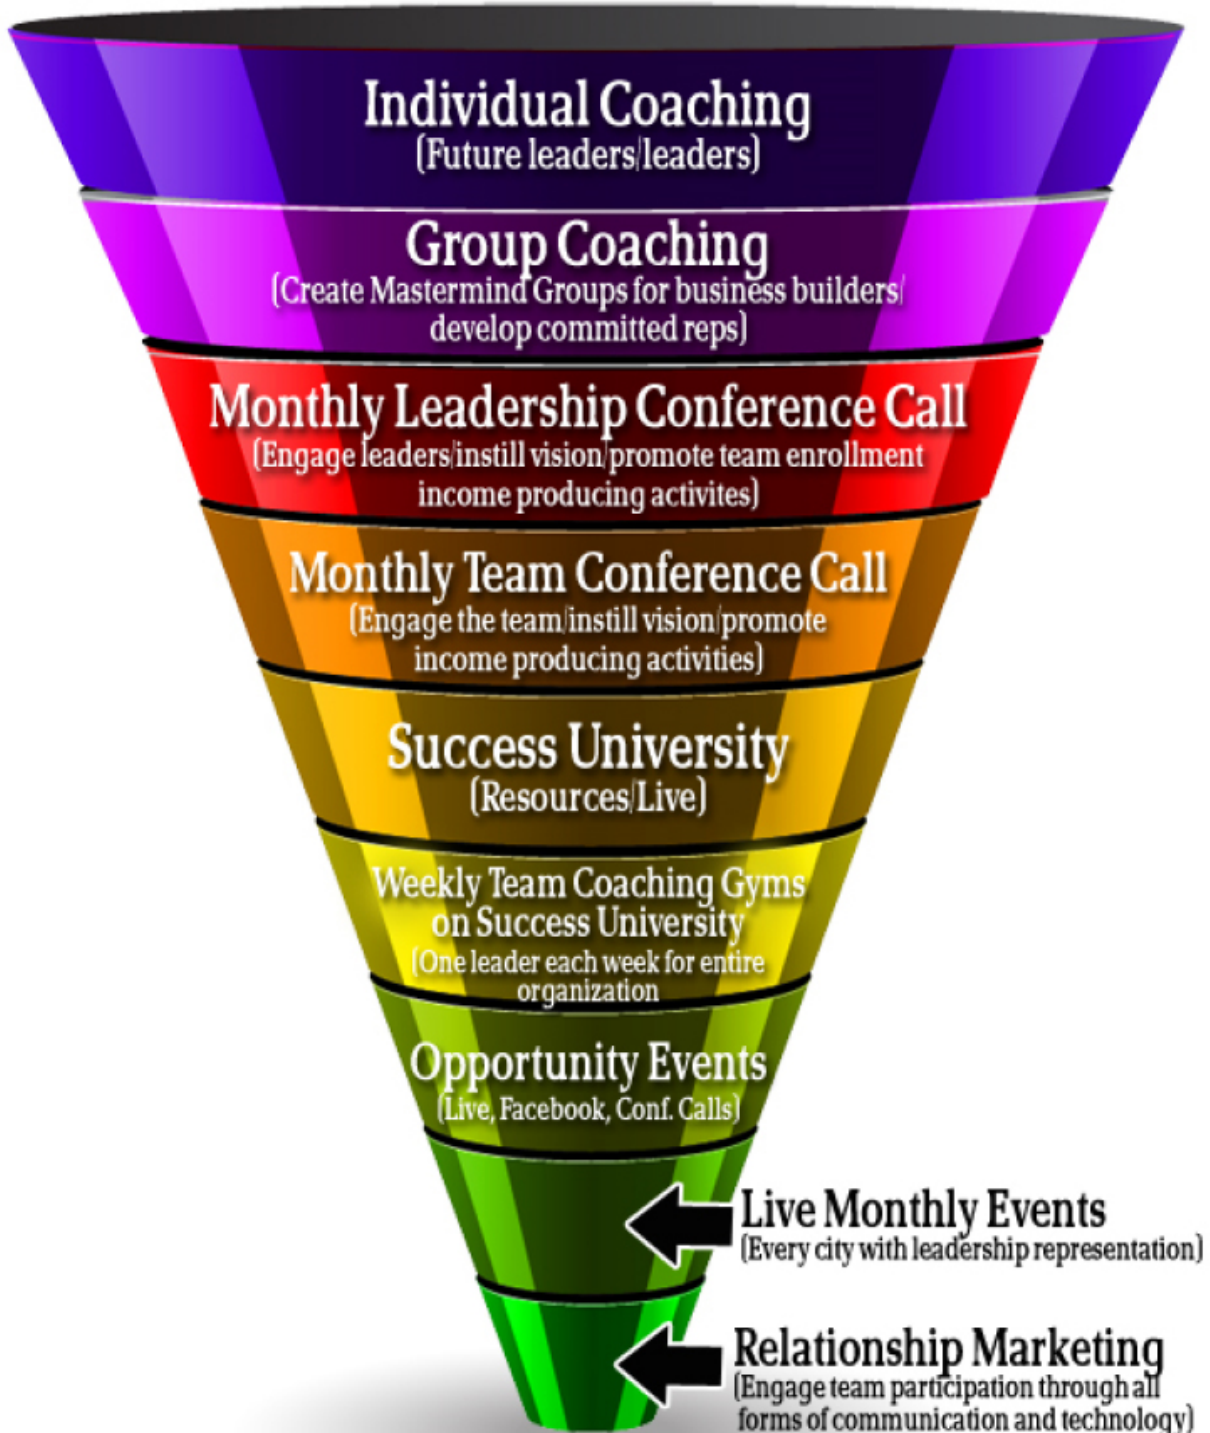 Individual Coaching
(Future leaders/leaders)
Group Coaching
(Create Mastermind Groups for business builders/
develop committed reps)
Monthly Leadership Conference Call
(Engage leaders/instill vision/promote team enrollment
income producing activites)
Monthly Team Conference Call
(Engage the team/instill vision/promote
income producing activities)
Success University
(Resources/Live)
Weekly Team Coaching Gyms
on Success University
(One leader each week for entire
organization
Opportunity Events
(Live, Facebook, Conf. Calls)
Live Monthly Events
(Every city with leadership representation)
Relationship Marketing
(Engage team participation through all
forms of communication and technology)